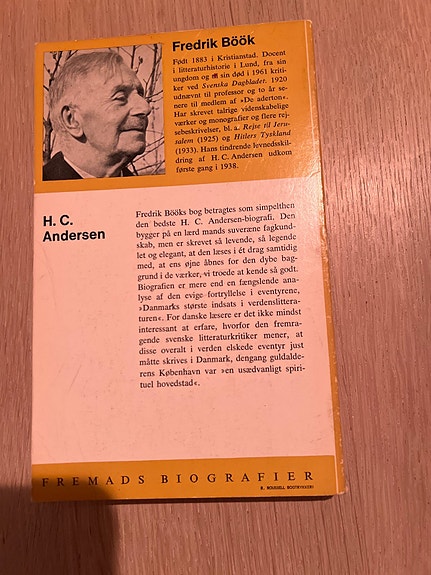 Fredrik Böök
Født 1883 i Kristianstad. Docent
i litteraturhistorie i Lund, fra sin
ungdom og til sin død i 1961 kriti-
ker ved Svenska Dagbladet. 1920
udnævnt til professor og to år se-
nere til medlem af »De aderton«.
Har skrevet talrige videnskabelige
værker og monografier og flere rej-
sebeskrivelser, bl. a. Rejse til Jeru-
salem (1925) og Hitlers Tyskland
(1933). Hans tindrende levnedsskil-
dring af H. C. Andersen udkom
første gang i 1938.
H. C.
Andersen
Fredrik Bööks bog betragtes som simpelthen
den bedste H. C. Andersen-biografi. Den
bygger på en lærd mands suveræne fagkund-
skab, men er skrevet så levende, så legende
let og elegant, at den læses i ét drag samtidig
med, at ens øjne åbnes for den dybe bag-
grund i de værker, vi troede at kende så godt.
Biografien er mere end en fængslende ana-
lyse af den evige fortryllelse i eventyrene,
»Danmarks største indsats i verdenslittera-
turen«. For danske læsere er det ikke mindst
interessant at erfare, hvorfor den fremra-
gende svenske litteraturkritiker mener, at
disse overalt i verden elskede eventyr just
måtte skrives i Danmark, dengang guldalde-
rens København var »en usædvanligt spiri-
tuel hovedstad«.
FREMADS BIOGRAFIER
BOGTRYKKERI